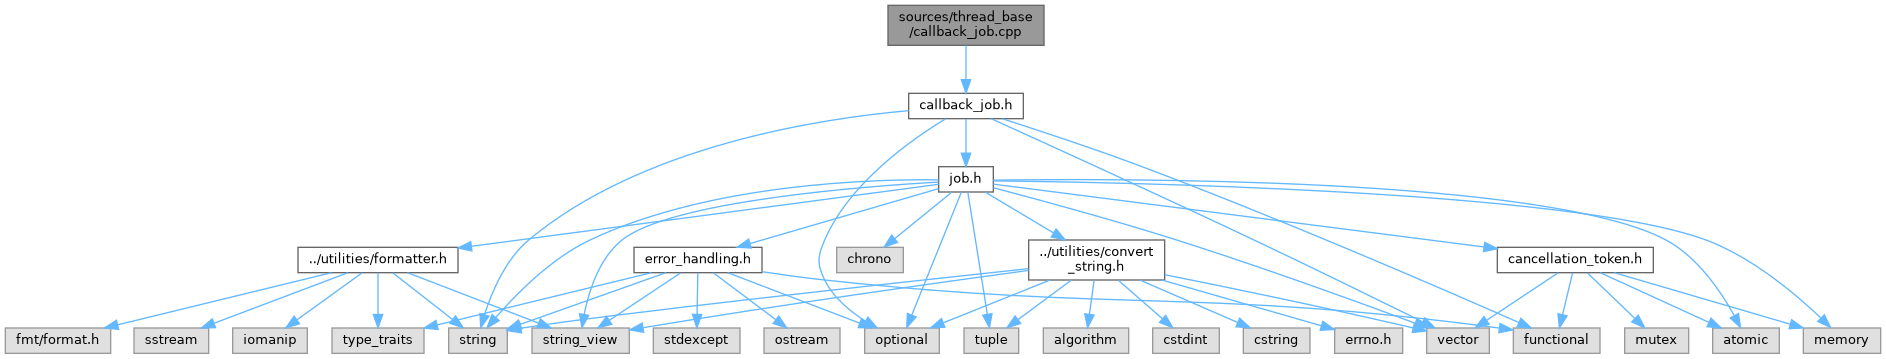 sources/thread_base
/callback_job.cpp
callback_job.h
job.h
../utilities/formatter.h
error_handling.h
chrono
../utilities/convert
_string.h
cancellation_token.h
fmt/format.h
sstream
iomanip
type_traits
string
string_view
stdexcept
ostream
optional
tuple
algorithm
cstdint
cstring
errno.h
vector
functional
mutex
atomic
memory